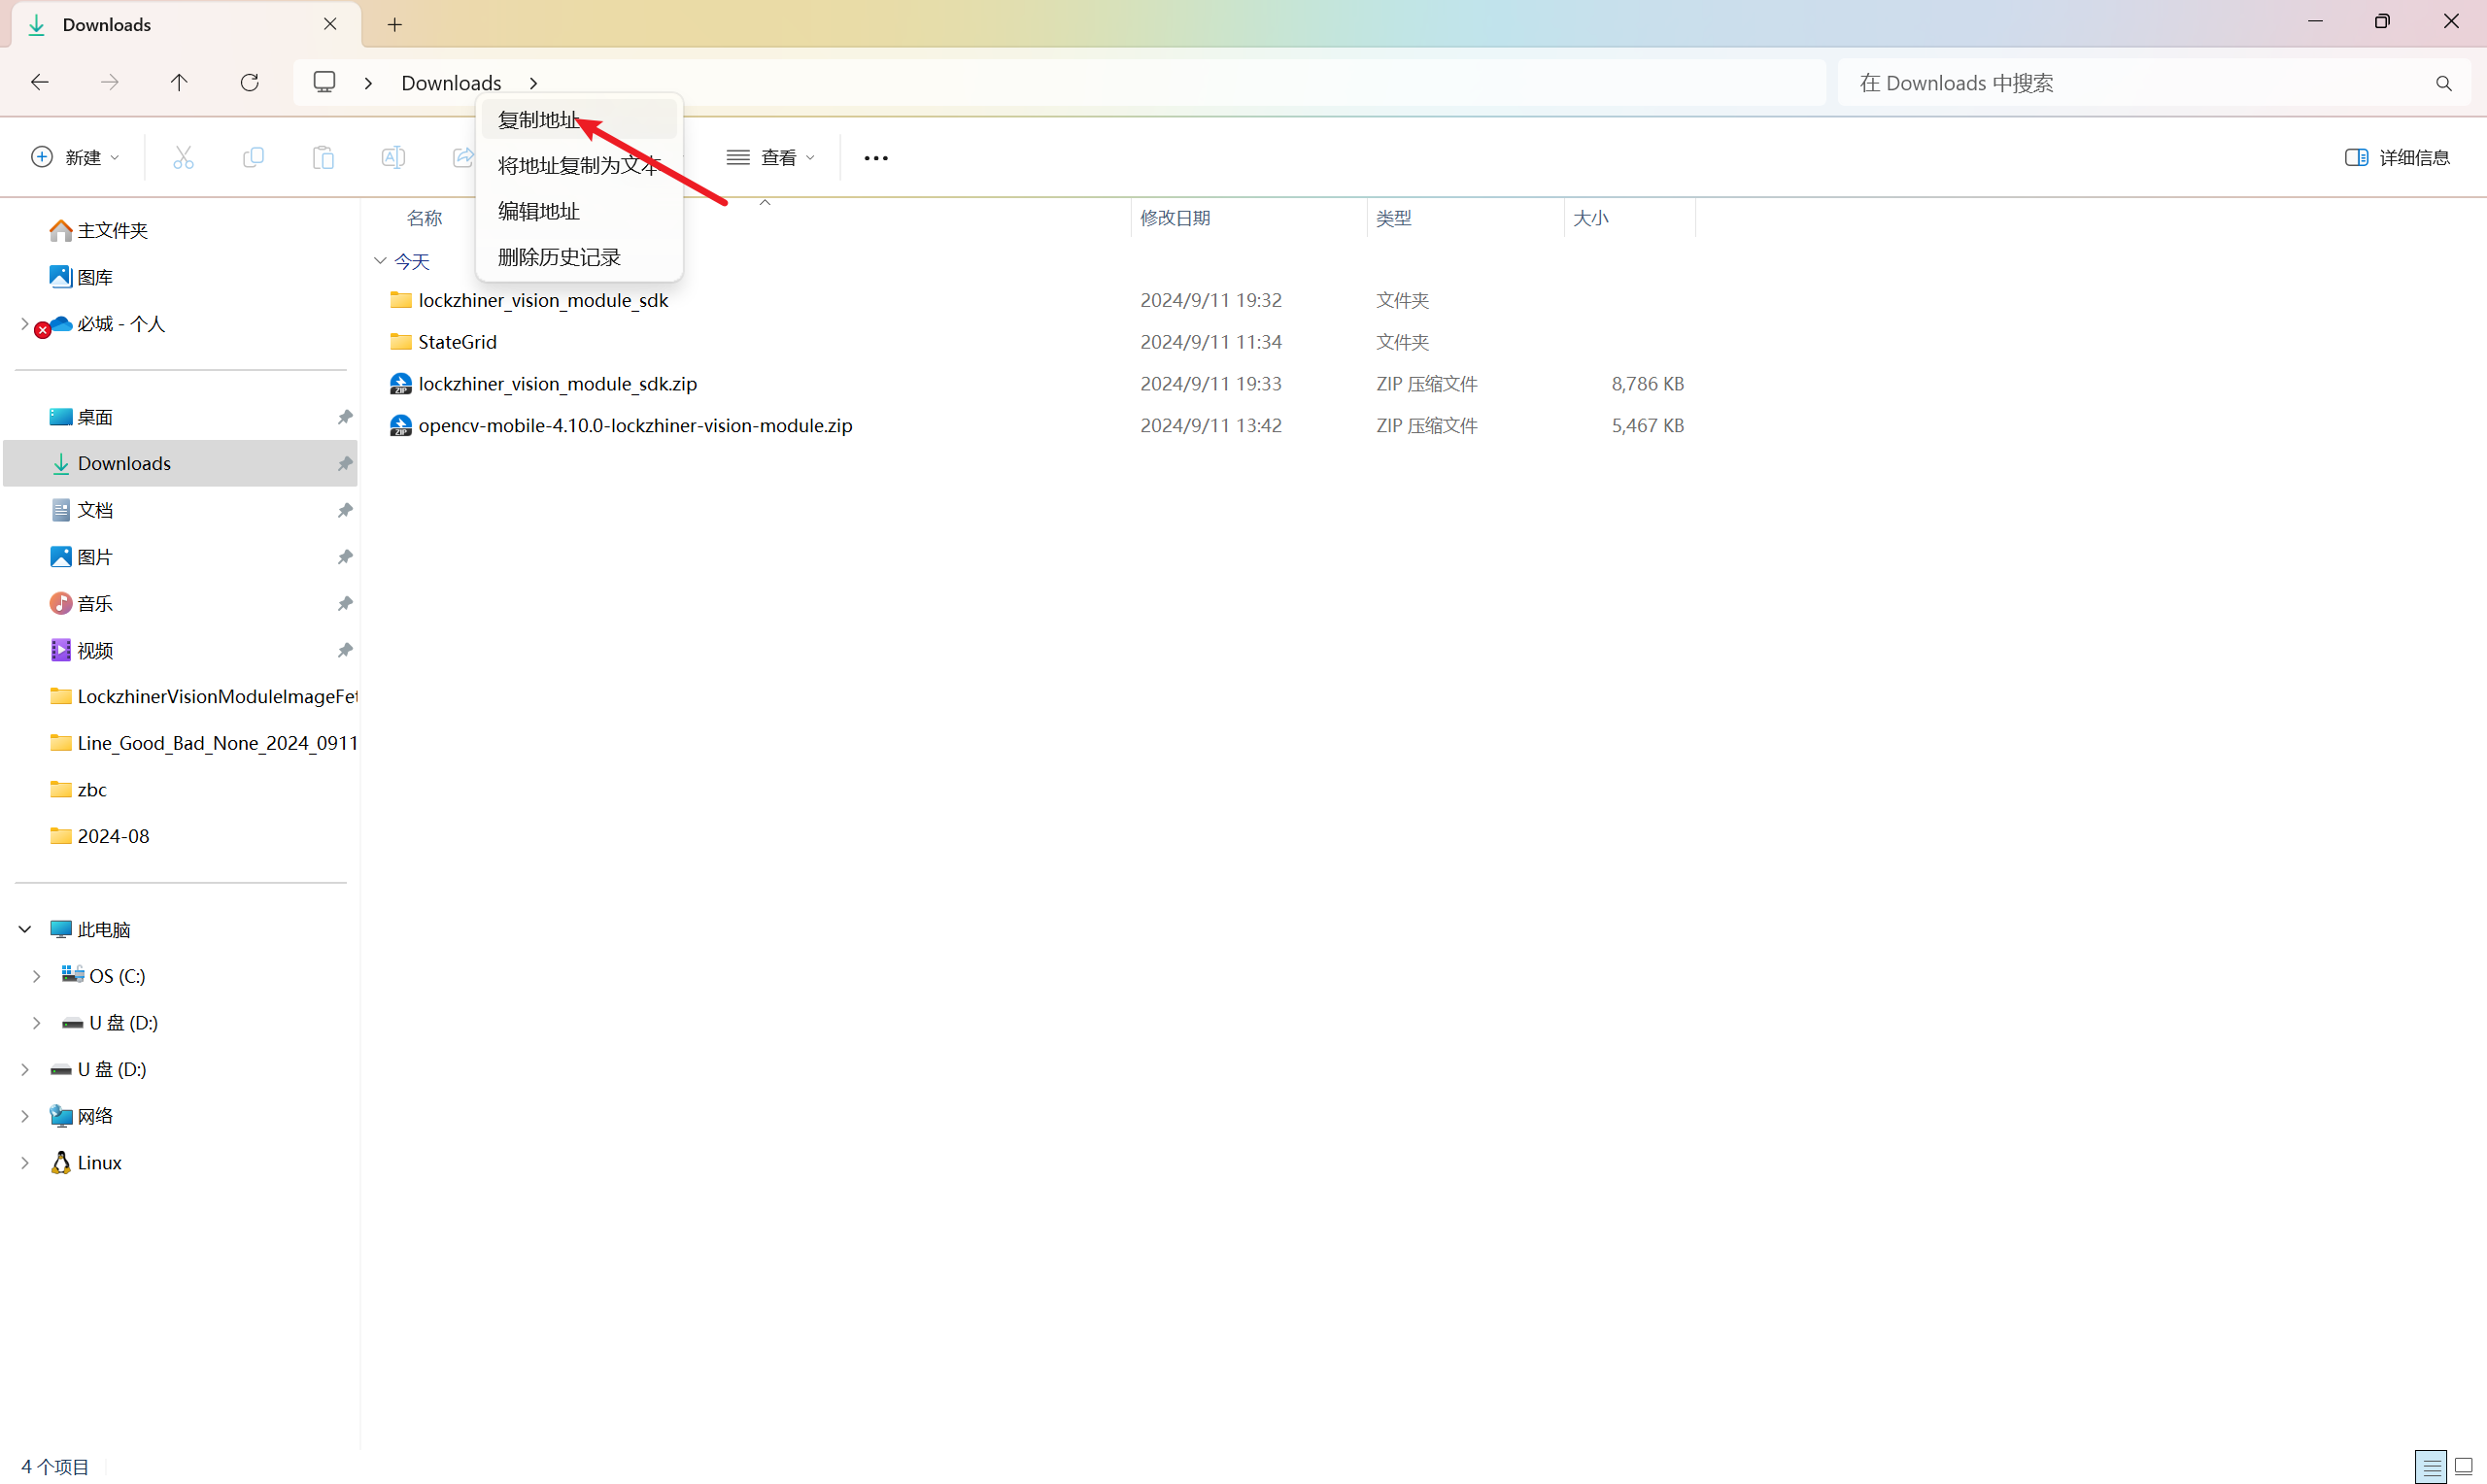 Downloads
Downloads
在 Downloads 中搜索
复制地址
将地址复制为文本
编辑地址
删除历史记录
新建
查看
详细信息
名称
修改日期
类型
大小
今天
lockzhiner_vision_module_sdk
2024/9/11 19:32
文件夹
StateGrid
2024/9/11 11:34
文件夹
lockzhiner_vision_module_sdk.zip
2024/9/11 19:33
ZIP 压缩文件
8,786 KB
opencv-mobile-4.10.0-lockzhiner-vision-module.zip
2024/9/11 13:42
ZIP 压缩文件
5,467 KB
主文件夹
图库
必城 - 个人
桌面
Downloads
文档
图片
音乐
视频
LockzhinerVisionModuleImageFet
Line_Good_Bad_None_2024_0911
zbc
2024-08
此电脑
OS (C:)
U 盘 (D:)
U 盘 (D:)
网络
Linux
4 个项目